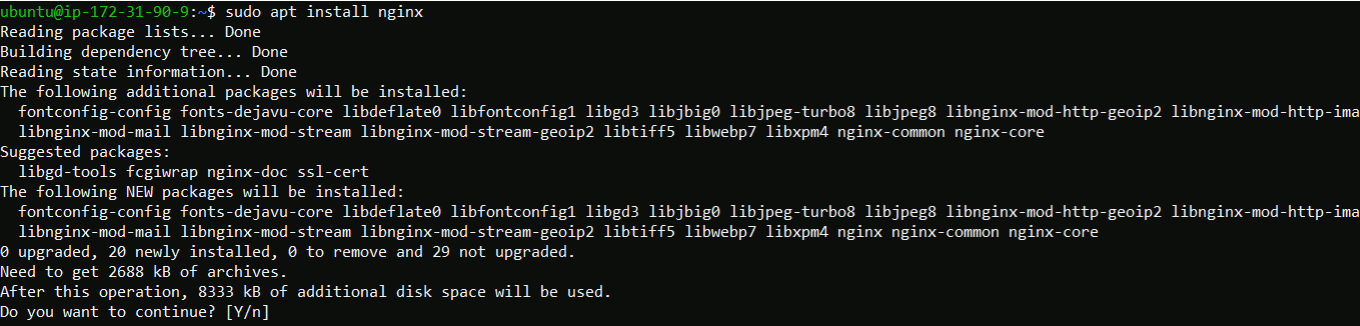 ubuntu@ip-172-31-90-9:~$ sudo apt install nginx
Reading package lists... Done
Building dependency tree... Done
Reading state information... Done
The following additional packages will be installed:
  fontconfig-config fonts-dejavu-core libdeflate0 libfontconfig1 libgd3 libjbig0 libjpeg-turbo8 libjpeg8 libnginx-mod-http-geoip2 libnginx-mod-http-ima
  libnginx-mod-mail libnginx-mod-stream libnginx-mod-stream-geoip2 libtiff5 libwebp7 libxpm4 nginx-common nginx-core
Suggested packages:
  libgd-tools fcgiwrap nginx-doc ssl-cert
The following NEW packages will be installed:
  fontconfig-config fonts-dejavu-core libdeflate0 libfontconfig1 libgd3 libjbig0 libjpeg-turbo8 libjpeg8 libnginx-mod-http-geoip2 libnginx-mod-http-ima
  libnginx-mod-mail libnginx-mod-stream libnginx-mod-stream-geoip2 libtiff5 libwebp7 libxpm4 nginx nginx-common nginx-core
0 upgraded, 20 newly installed, 0 to remove and 29 not upgraded.
Need to get 2688 kB of archives.
After this operation, 8333 kB of additional disk space will be used.
Do you want to continue? [Y/n]